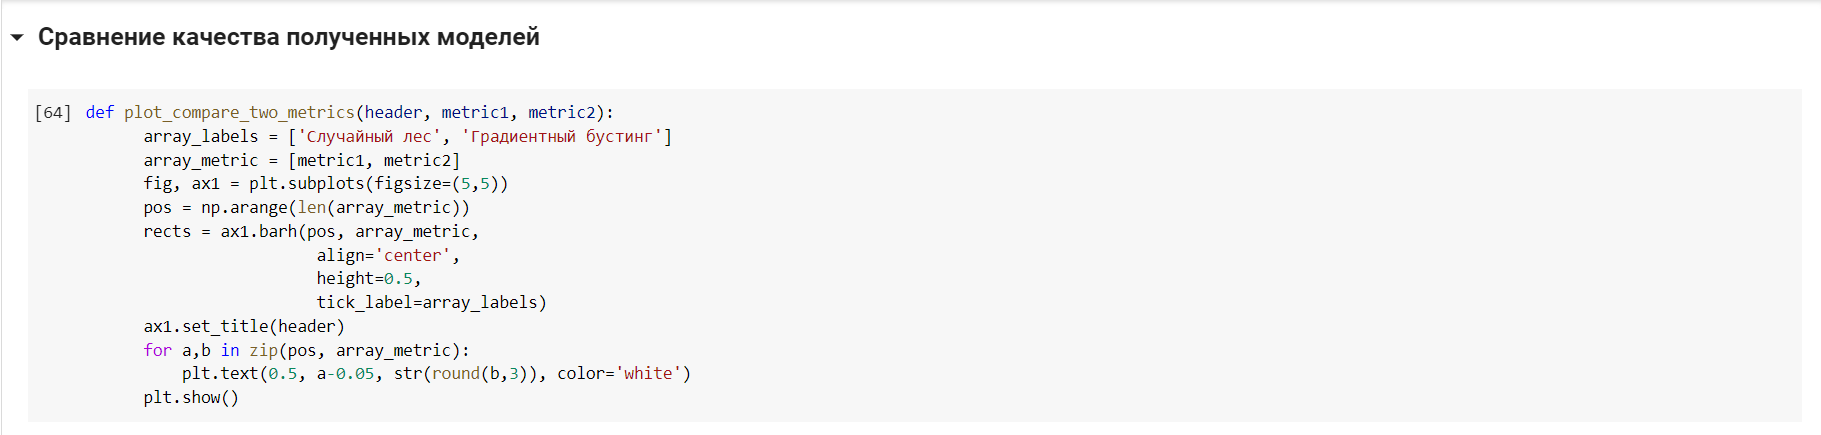 Сравнение качества полученных моделей
[64] def plot_compare_two_metrics(header, metric1, metric2):
      array_labels = ['Случайный лес', 'Градиентный бустинг']
      array_metric = [metric1, metric2]
      fig, ax1 = plt.subplots(figsize=(5,5))
      pos = np.arange(len(array_metric))
      rects = ax1.barh(pos, array_metric,
                        align='center',
                        height=0.5,
                        tick_label=array_labels)
      ax1.set_title(header)
      for a,b in zip(pos, array_metric):
          plt.text(0.5, a-0.05, str(round(b,3)), color='white')
      plt.show()